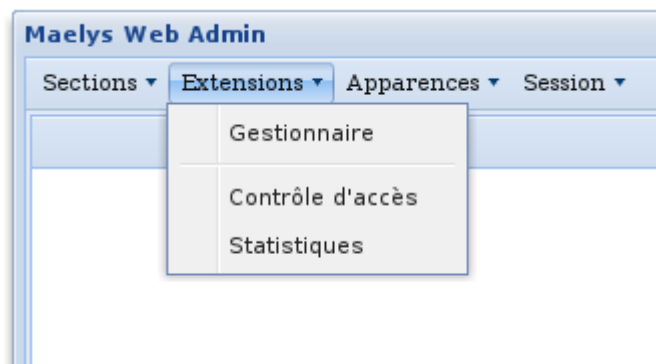 Maelys Web Admin
Sections Extensions Apparences Session
Gestionnaire
Contrôle d'accès
Statistiques